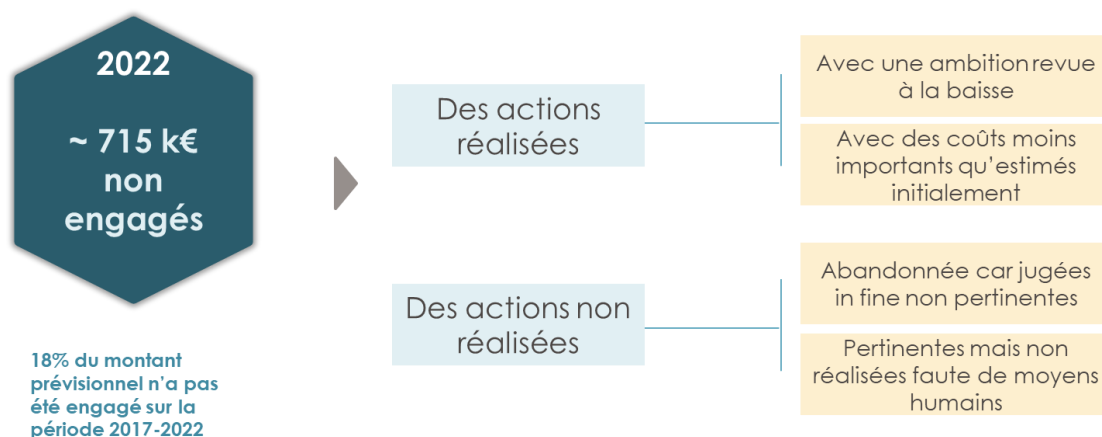 2022
~ 715 k€
non
engagés
18% du montant
prévisionnel n'a pas
été engagé sur la
période 2017-2022
Des actions
réalisées
Avec une ambition revue
à la baisse
Avec des coûts moins
importants qu'estimés
initialement
Des actions non
réalisées
Abandonnée car jugées
in fine non pertinentes
Pertinentes mais non
réalisées faute de moyens
humains